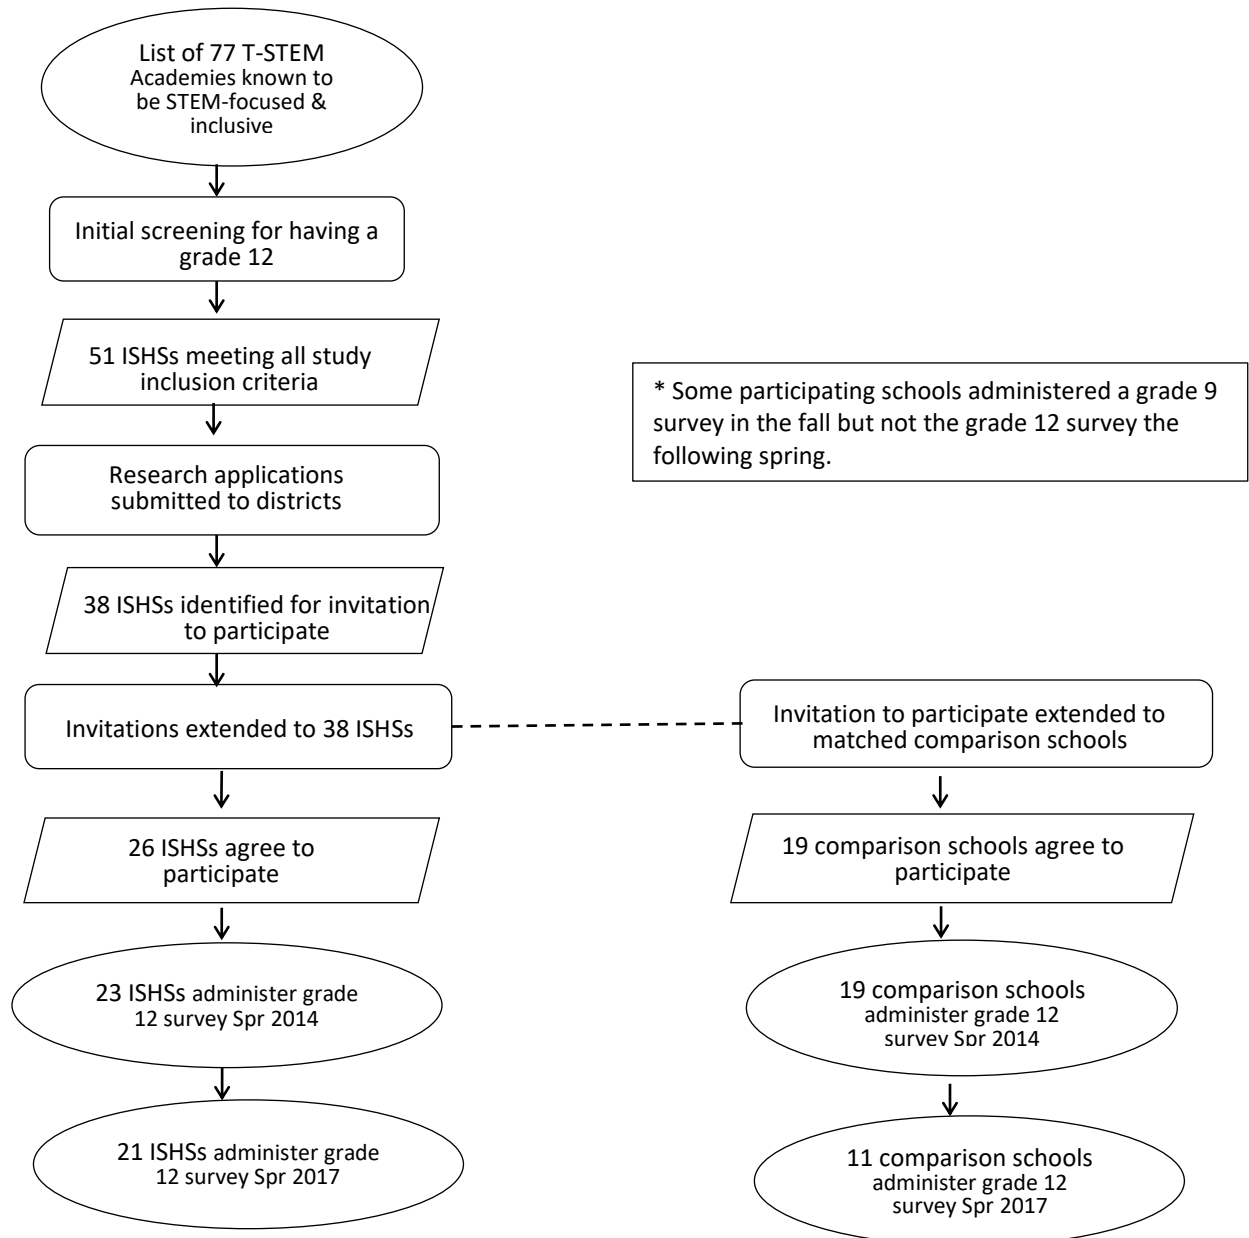 List of 77 T-STEM
Academies known to
be STEM-focused &
inclusive
Initial screening for having a
grade 12
51 ISHSs meeting all study
inclusion criteria
* Some participating schools administered a grade 9
survey in the fall but not the grade 12 survey the
following spring.
Research applications
submitted to districts
38 ISHSs identified for invitation
to participate
Invitations extended to 38 ISHSs
Invitation to participate extended to
matched comparison schools
26 ISHSs agree to
participate
19 comparison schools agree to
participate
23 ISHSs administer grade
12 survey Spr 2014
19 comparison schools
administer grade 12
survey Spr 2014
21 ISHSs administer grade
12 survey Spr 2017
11 comparison schools
administer grade 12
survey Spr 2017